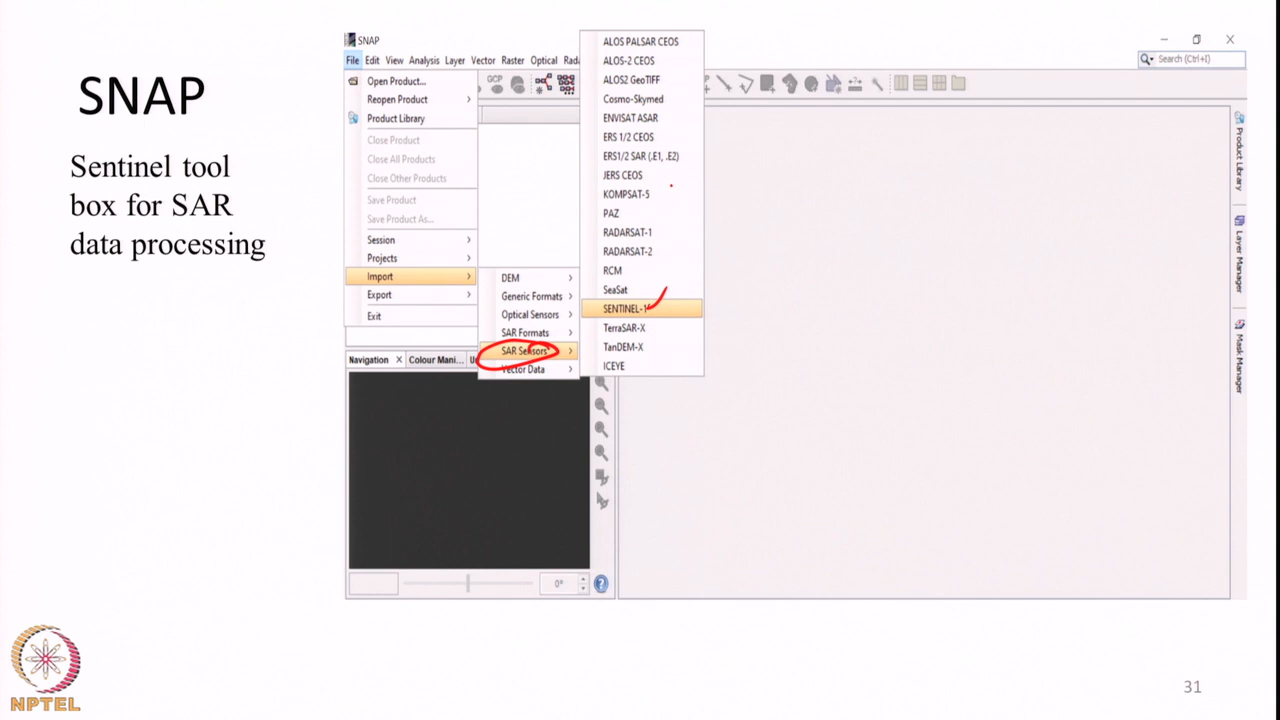 SNAP
Sentinel tool
box for SAR
data processing
SNAP
File Edit View Analysis Layer Vector Raster Optical
Search (Ctrl+I)
Open Product...
Reopen Product
Product Library
Close Product
Close All Products
Close Other Products
Save Product
Save Product As...
Session
Projects
Import
Export
Exit
DEM
Generic Formats
Optical Sensors
SAR Formats
SAR Sensors
Vector Data
ALOS PALSAR CEOS
ALOS-2 CEOS
ALOS2 GeoTIFF
Cosmo-Skymed
ENVISAT ASAR
ERS 1/2 CEOS
ERS1/2 SAR (.E1, .E2)
JERS CEOS
KOMPSAT-5
PAZ
RADARSAT-1
RADARSAT-2
RCM
SeaSat
SENTINEL-1
TerraSAR-X
TanDEM-X
ICEYE
GCP
Navigation X Colour Mani...
0°
?
Product Library
Layer Manager
Mask Manager
NPTEL
31